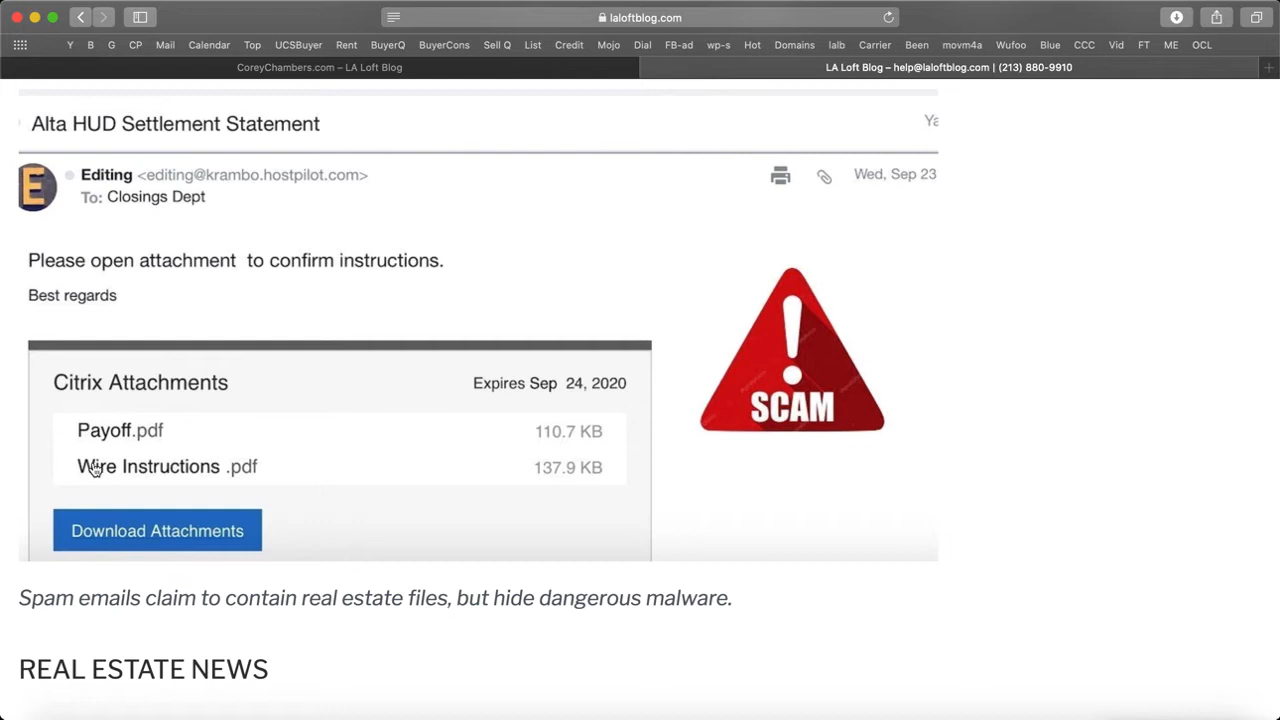 laloftblog.com
Y B G CP Mail Calendar Top UCSBuyer Rent BuyerQ BuyerCons Sell Q List Credit Mojo Dial FB-ad wp-s Hot Domains lalb Carrier Been movm4a Wufoo Blue CCC Vid FT ME OCL
CoreyChambers.com – LA Loft Blog
LA Loft Blog – help@laloftblog.com | (213) 880-9910
Alta HUD Settlement Statement
Ya
E
Editing <editing@krambo.hostpilot.com>
Wed, Sep 23
To: Closings Dept
Please open attachment to confirm instructions.
Best regards
Citrix Attachments
Expires Sep 24, 2020
Payoff.pdf
110.7 KB
Wire Instructions .pdf
137.9 KB
Download Attachments
SCAM
Spam emails claim to contain real estate files, but hide dangerous malware.
REAL ESTATE NEWS